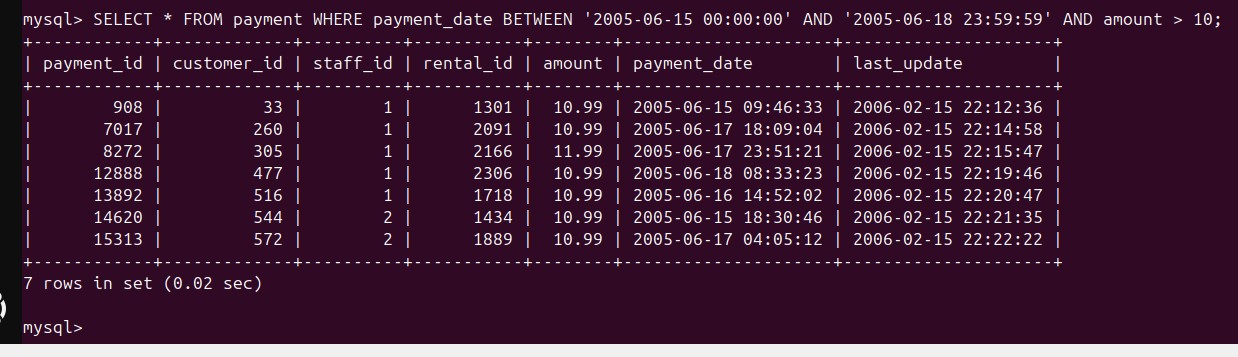 mysql> SELECT * FROM payment WHERE payment_date BETWEEN '2005-06-15 00:00:00' AND '2005-06-18 23:59:59' AND amount > 10;
+------------+-------------+----------+-----------+--------+---------------------+---------------------+
| payment_id | customer_id | staff_id | rental_id | amount | payment_date        | last_update         |
+------------+-------------+----------+-----------+--------+---------------------+---------------------+
|        908 |          33 |        1 |      1301 |  10.99 | 2005-06-15 09:46:33 | 2006-02-15 22:12:36 |
|       7017 |         260 |        1 |      2091 |  10.99 | 2005-06-17 18:09:04 | 2006-02-15 22:14:58 |
|       8272 |         305 |        1 |      2166 |  11.99 | 2005-06-17 23:51:21 | 2006-02-15 22:15:47 |
|      12888 |         477 |        1 |      2306 |  10.99 | 2005-06-18 08:33:23 | 2006-02-15 22:19:46 |
|      13892 |         516 |        1 |      1718 |  10.99 | 2005-06-16 14:52:02 | 2006-02-15 22:20:47 |
|      14620 |         544 |        2 |      1434 |  10.99 | 2005-06-15 18:30:46 | 2006-02-15 22:21:35 |
|      15313 |         572 |        2 |      1889 |  10.99 | 2005-06-17 04:05:12 | 2006-02-15 22:22:22 |
+------------+-------------+----------+-----------+--------+---------------------+---------------------+
7 rows in set (0.02 sec)
mysql>